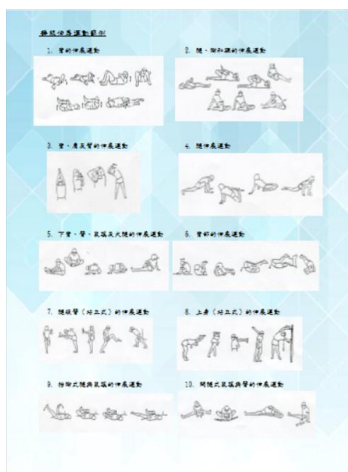 靜態伸展運動範例
1. 背的伸展運動
2. 腿、腳和踝的伸展運動
3. 背、肩及臂的伸展運動
4. 腿伸展運動
5. 下背、臀、鼠蹊及大腿的伸展運動
6. 背部的伸展運動
7. 腿欲臂(站立式)的伸展運動
8. 上身(站立式)的伸展運動
9. 抬腳式腿與鼠蹊的伸展運動
10. 開腿式鼠蹊與臀的伸展運動